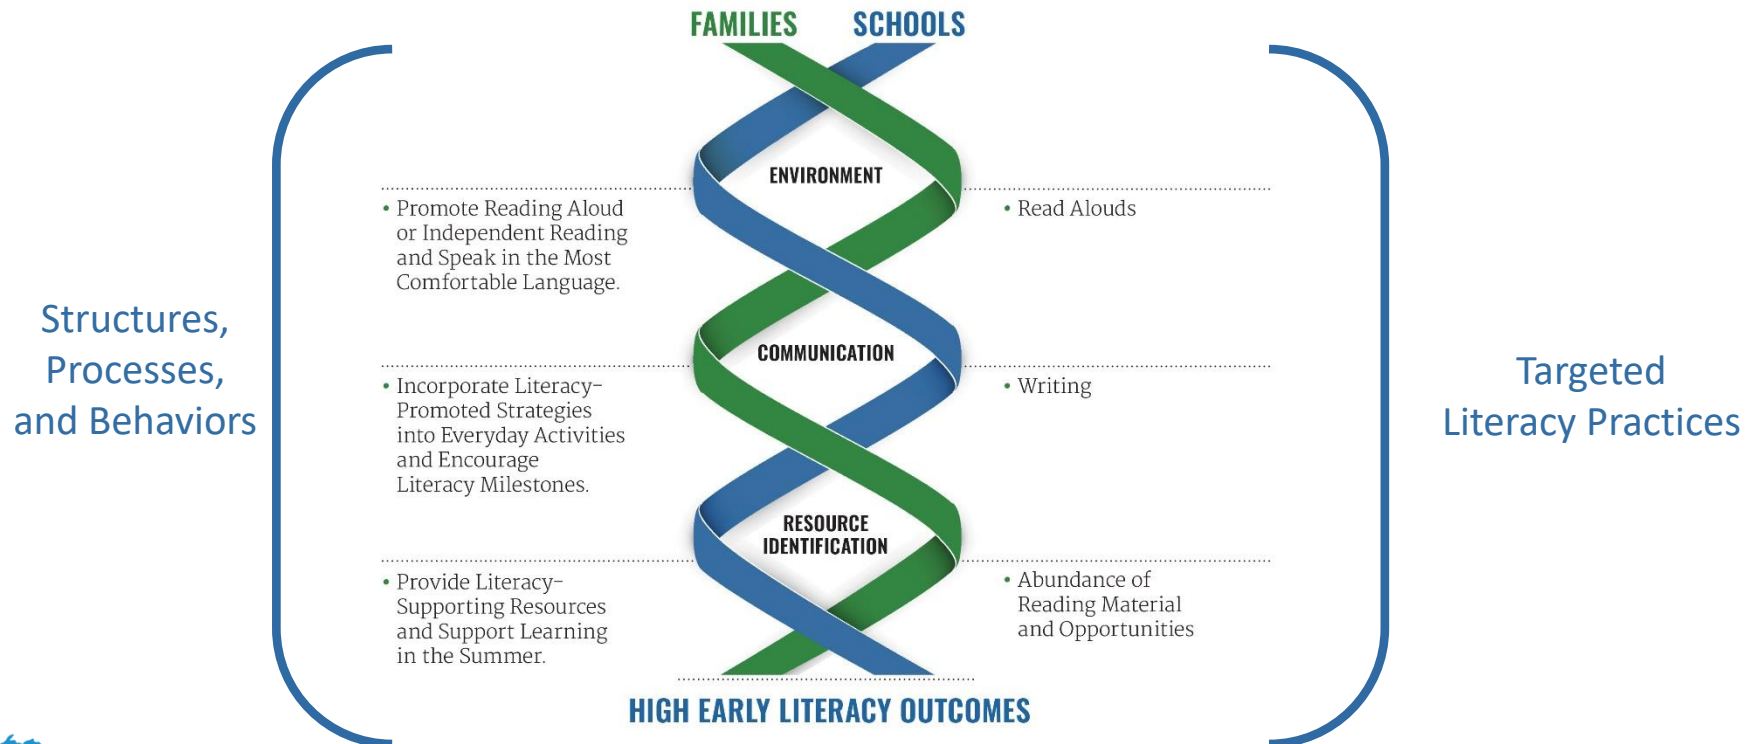 FAMILIES SCHOOLS
ENVIRONMENT
• Promote Reading Aloud
or Independent Reading
and Speak in the Most
Comfortable Language.
• Read Alouds
Structures,
Processes,
and Behaviors
COMMUNICATION
• Incorporate Literacy-
Promoted Strategies
into Everyday Activities
and Encourage
Literacy Milestones.
• Writing
Targeted
Literacy Practices
RESOURCE
IDENTIFICATION
• Provide Literacy-
Supporting Resources
and Support Learning
in the Summer.
• Abundance of
Reading Material
and Opportunities
HIGH EARLY LITERACY OUTCOMES